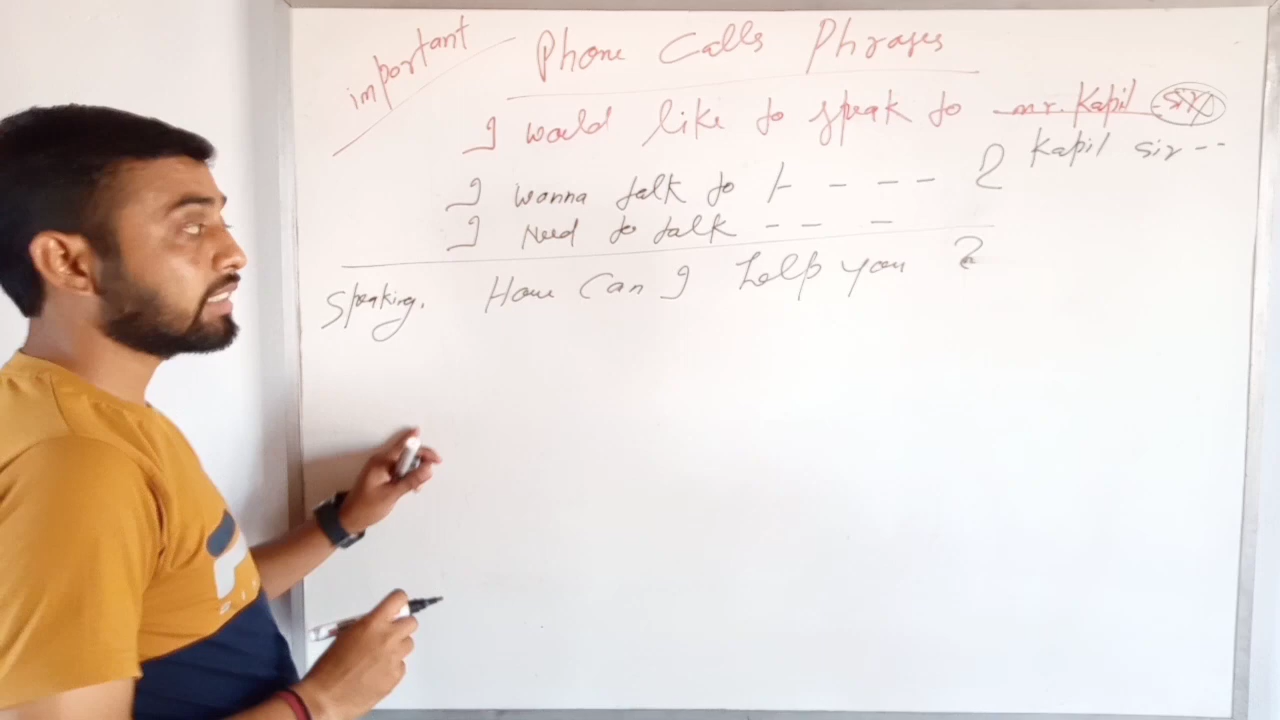 important
Phone Calls Phrases
I would like to speak to mr. Kapil sir
Kapil sir --
I wanna talk to /- - -- ?
I Need to talk -- -
Speaking. How Can I help you ?